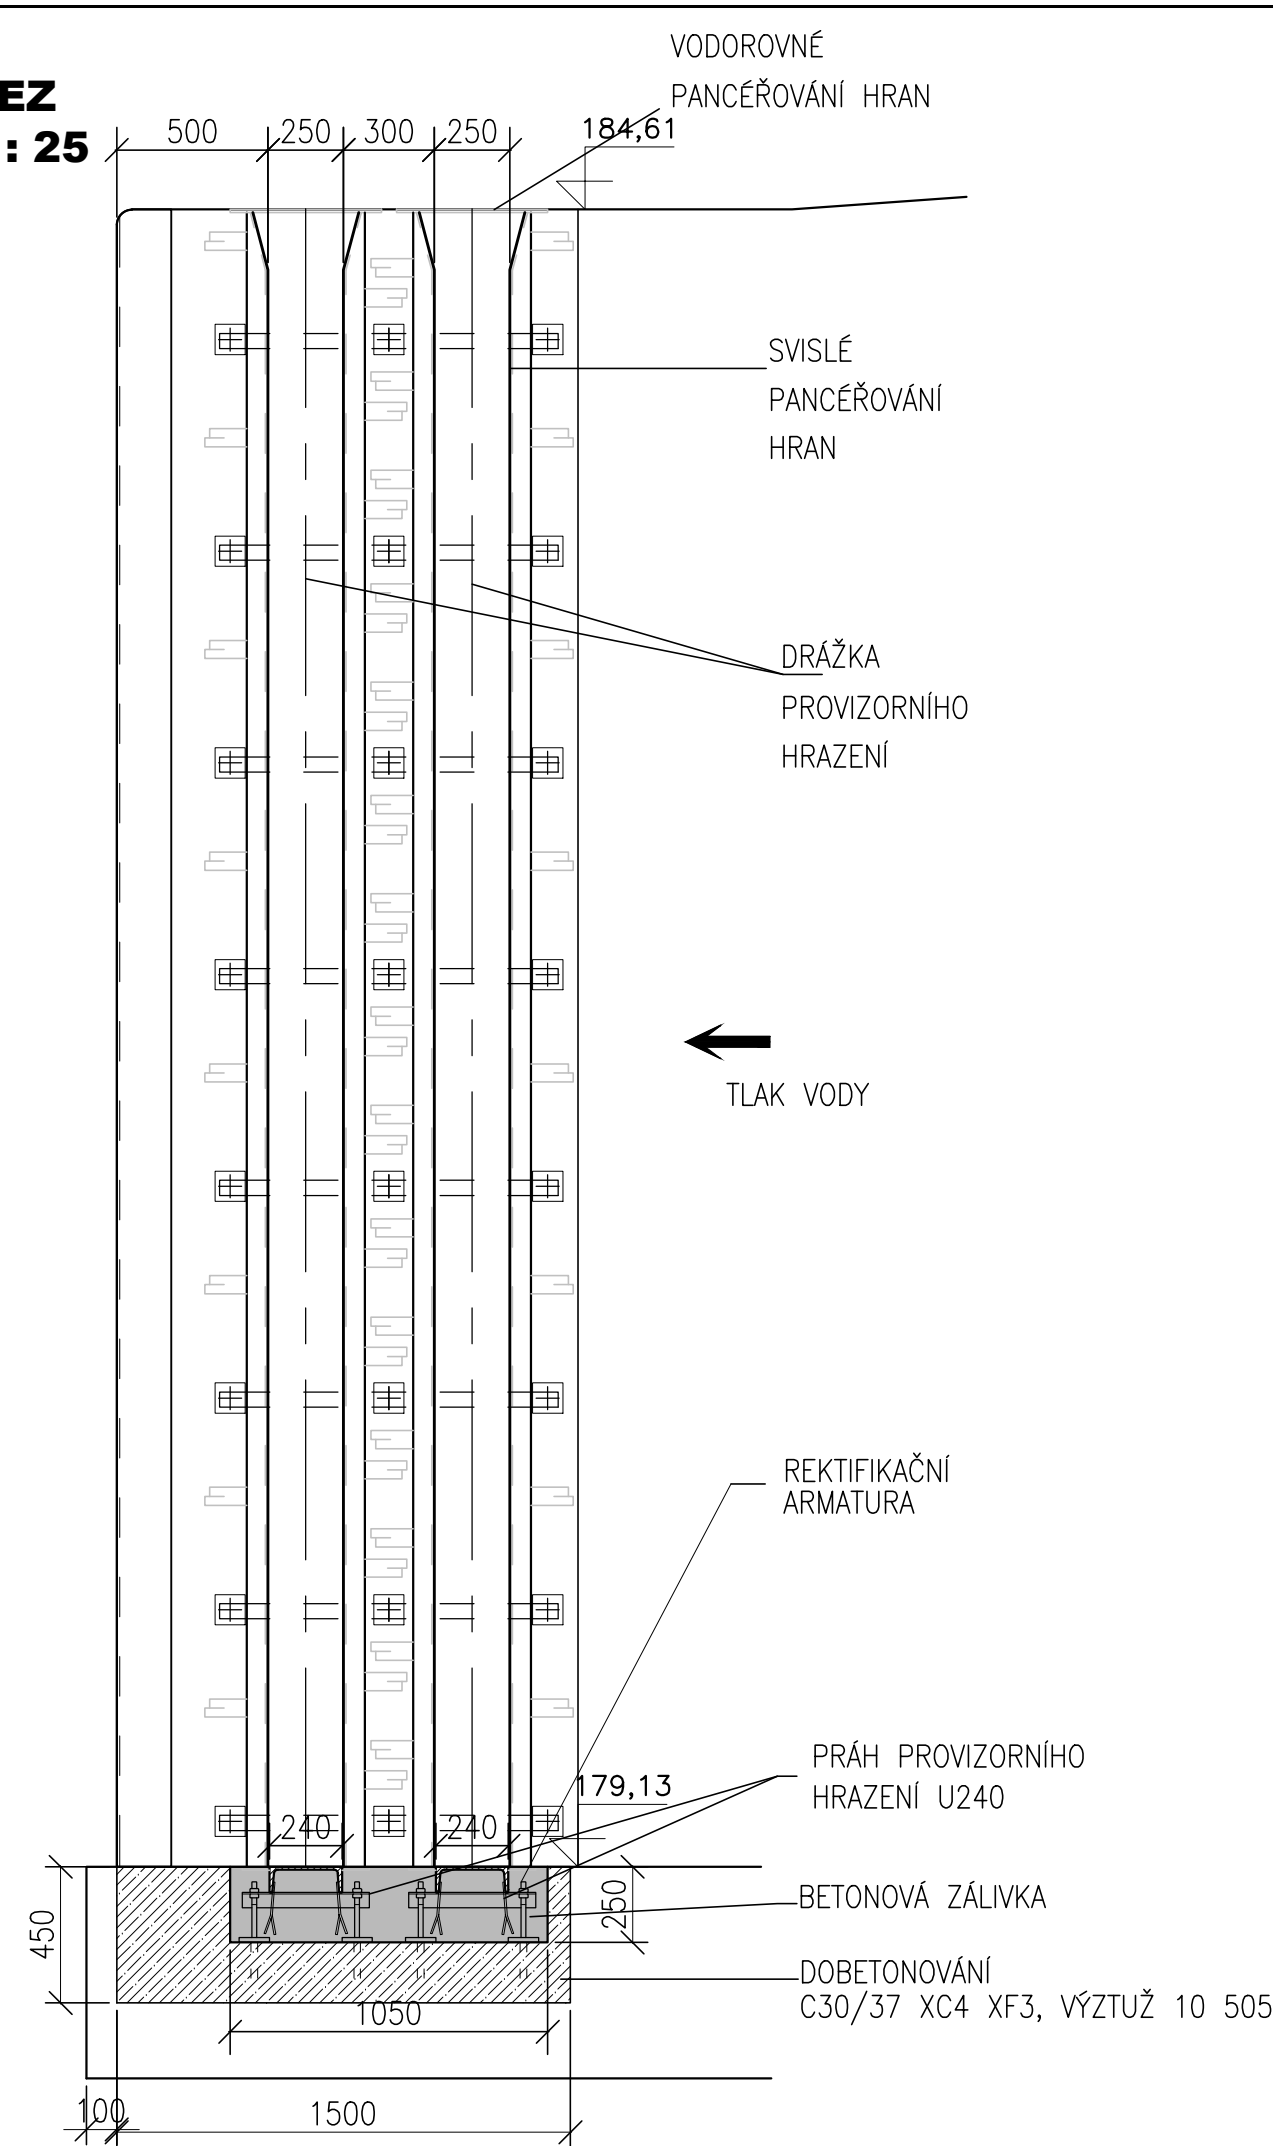 VODOROVNÉ
PANCÉŘOVÁNÍ HRAN
EZ
: 25
500
250
300
250
184,61
SVISLÉ
PANCÉŘOVÁNÍ
HRAN
DRÁŽKA
PROVIZORNÍHO
HRAZENÍ
TLAK VODY
REKTIFIKAČNÍ
ARMATURA
PRÁH PROVIZORNÍHO
HRAZENÍ U240
179,13
240
240
BETONOVÁ ZÁLIVKA
250
450
DOBETONOVÁNÍ
C30/37 XC4 XF3, VÝZTUŽ 10 505
1050
100
1500